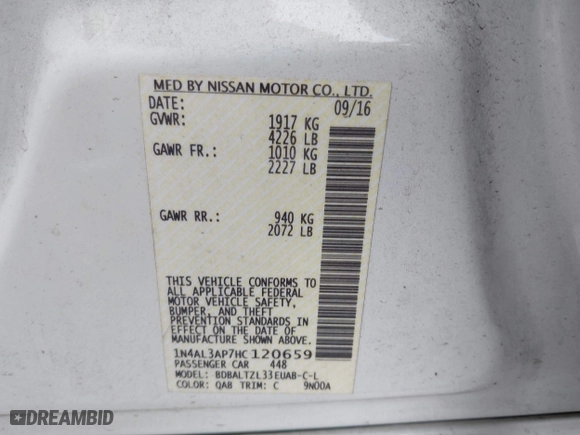 MFD BY NISSAN MOTOR CO., LTD.
DATE: 09/16
GVWR: 1917 KG
4226 LB
GAWR FR.: 1010 KG
2227 LB
GAWR RR.: 940 KG
2072 LB
THIS VEHICLE CONFORMS TO
ALL APPLICABLE FEDERAL
MOTOR VEHICLE SAFETY,
BUMPER, AND THEFT
PREVENTION STANDARDS IN
EFFECT ON THE DATE OF
MANUFACTURE SHOWN ABOVE.
1N4AL3AP7HC120659
PASSENGER CAR 448
MODEL: BDBALTZL33EUAB-C-L
COLOR: QAB TRIM: C 9N00A
DREAMBID